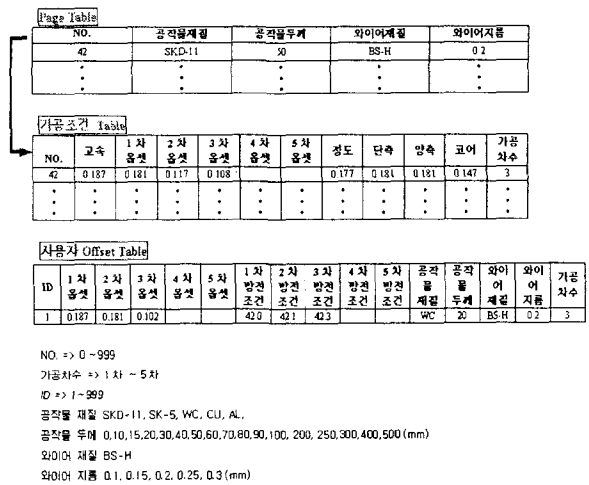 Page Table
NO. 공작물재질 공작물두께 와이어재질 와이어지름
42 SKD-11 50 BS-H 0.2
가공조건 Table
NO. 고속 1차 옵셋 2차 옵셋 3차 옵셋 4차 옵셋 5차 옵셋 정도 단측 양측 코어 가공 차수
42 0.187 0.181 0.117 0.108 0.177 0.181 0.181 0.147 3
사용자 Offset Table
ID 1차 옵셋 2차 옵셋 3차 옵셋 4차 옵셋 5차 옵셋 1차 방전 조건 2차 방전 조건 3차 방전 조건 4차 방전 조건 5차 방전 조건 공작 물 재질 공작 물 두께 와이 어 재질 와이 어 지름 가공 차수
1 0.187 0.181 0.102 420 421 423 WC 20 BS-H 0.2 3
NO. => 0 ~999
가공차수 => 1차 ~ 5차
ID => 1~999
공작물 재질 SKD-11, SK-5, WC, CU, AL,
공작물 두께 0,10,15,20,30,40,50,60,70,80,90,100, 200, 250,300,400,500(mm)
와이어 재질 BS-H
와이어 지름 0.1, 0.15, 0.2, 0.25, 0.3(mm)